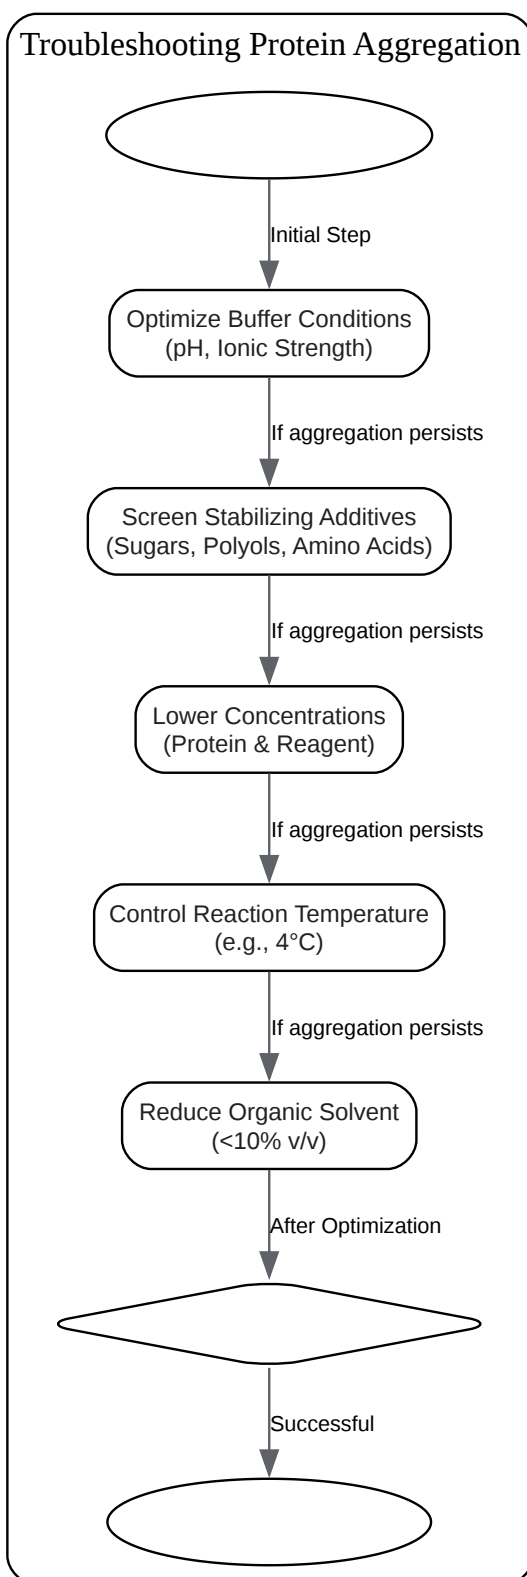 Troubleshooting Protein Aggregation
Initial Step
Optimize Buffer Conditions
(pH, Ionic Strength)
If aggregation persists
Screen Stabilizing Additives
(Sugars, Polyols, Amino Acids)
If aggregation persists
Lower Concentrations
(Protein & Reagent)
If aggregation persists
Control Reaction Temperature
(e.g., 4°C)
If aggregation persists
Reduce Organic Solvent
(<10% v/v)
After Optimization
Successful